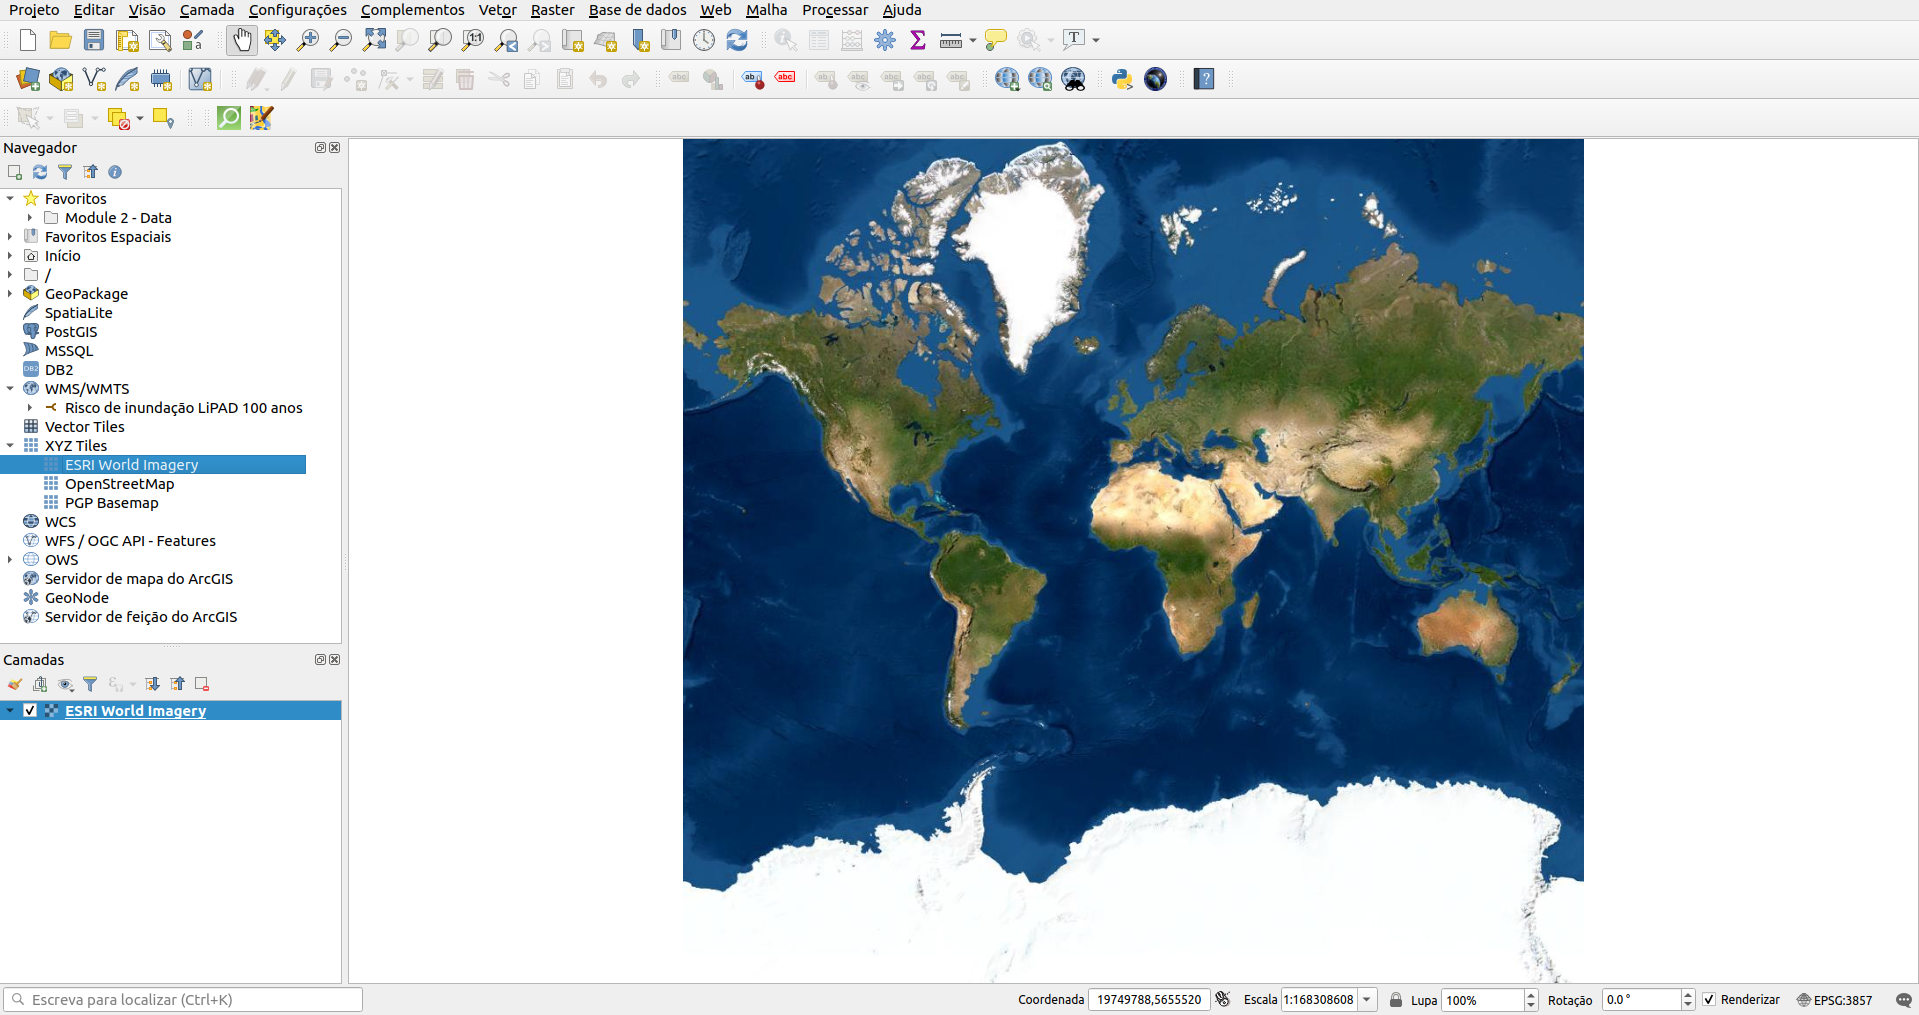 Projeto Editar Visão Camada Configurações Complementos Vetor Raster Base de dados Web Malha Processar Ajuda
Navegador
Favoritos
Module 2 - Data
Favoritos Espaciais
Início
/
GeoPackage
SpatiaLite
PostGIS
MSSQL
DB2 DB2
WMS/WMTS
Risco de inundação LiPAD 100 anos
Vector Tiles
XYZ Tiles
ESRI World Imagery
OpenStreetMap
PGP Basemap
WCS
WFS / OGC API - Features
OWS
Servidor de mapa do ArcGIS
GeoNode
Servidor de feição do ArcGIS
Camadas
ESRI World Imagery
Escreva para localizar (Ctrl+K) Coordenada 19749788,5655520 Escala 1:168308608 Lupa 100% Rotação 0.0 ° Renderizar EPSG:3857